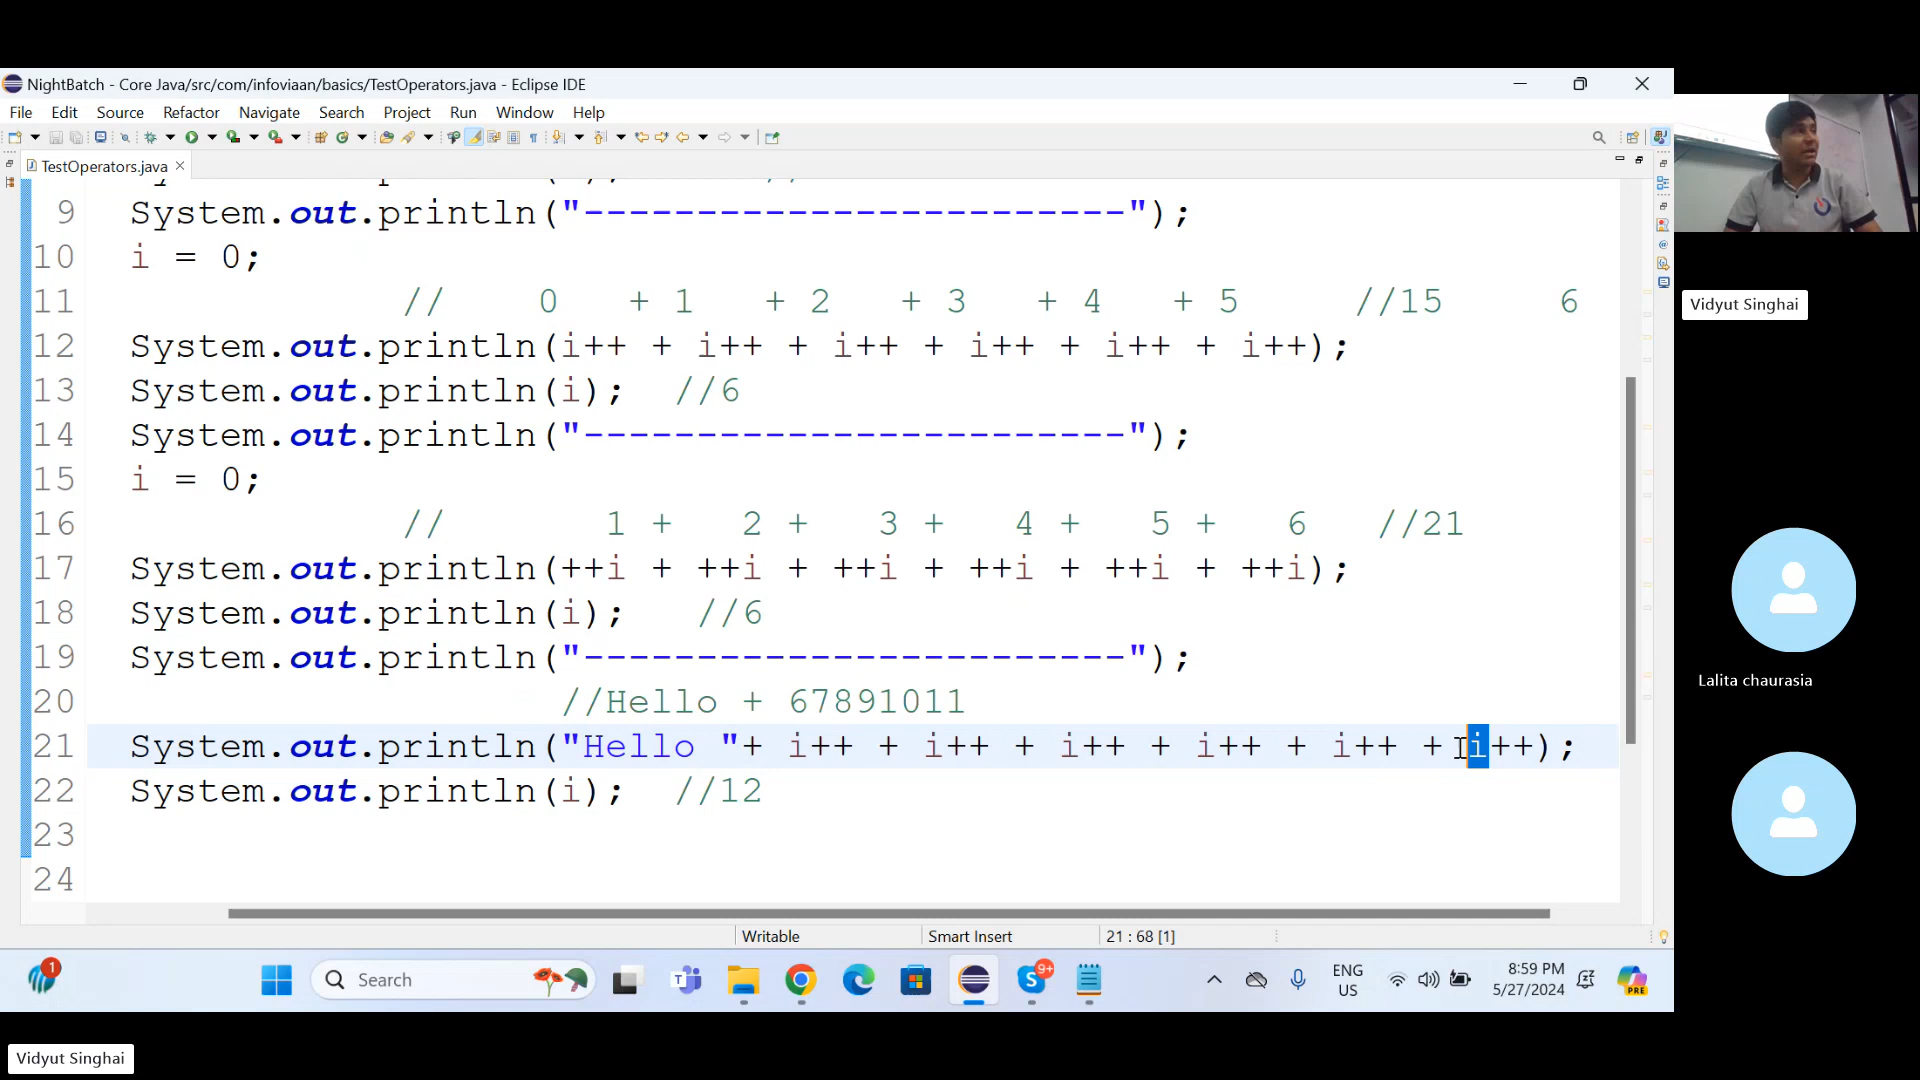 NightBatch - Core Java/src/com/infoviaan/basics/TestOperators.java - Eclipse IDE
File Edit Source Refactor Navigate Search Project Run Window Help
TestOperators.java
9 System.out.println("------------------------");
10 i = 0;
11 // 0 + 1 + 2 + 3 + 4 + 5 //15 6
12 System.out.println(i++ + i++ + i++ + i++ + i++ + i++);
13 System.out.println(i); //6
14 System.out.println("------------------------");
15 i = 0;
16 // 1 + 2 + 3 + 4 + 5 + 6 //21
17 System.out.println(++i + ++i + ++i + ++i + ++i + ++i);
18 System.out.println(i); //6
19 System.out.println("------------------------");
20 //Hello + 67891011
21 System.out.println("Hello "+ i++ + i++ + i++ + i++ + i++ + i++);
22 System.out.println(i); //12
23
24
Writable Smart Insert 21 : 68 [1]
1 Search T 9+ ENG US 8:59 PM 5/27/2024 PRE
Vidyut Singhai
Lalita chaurasia
Vidyut Singhai